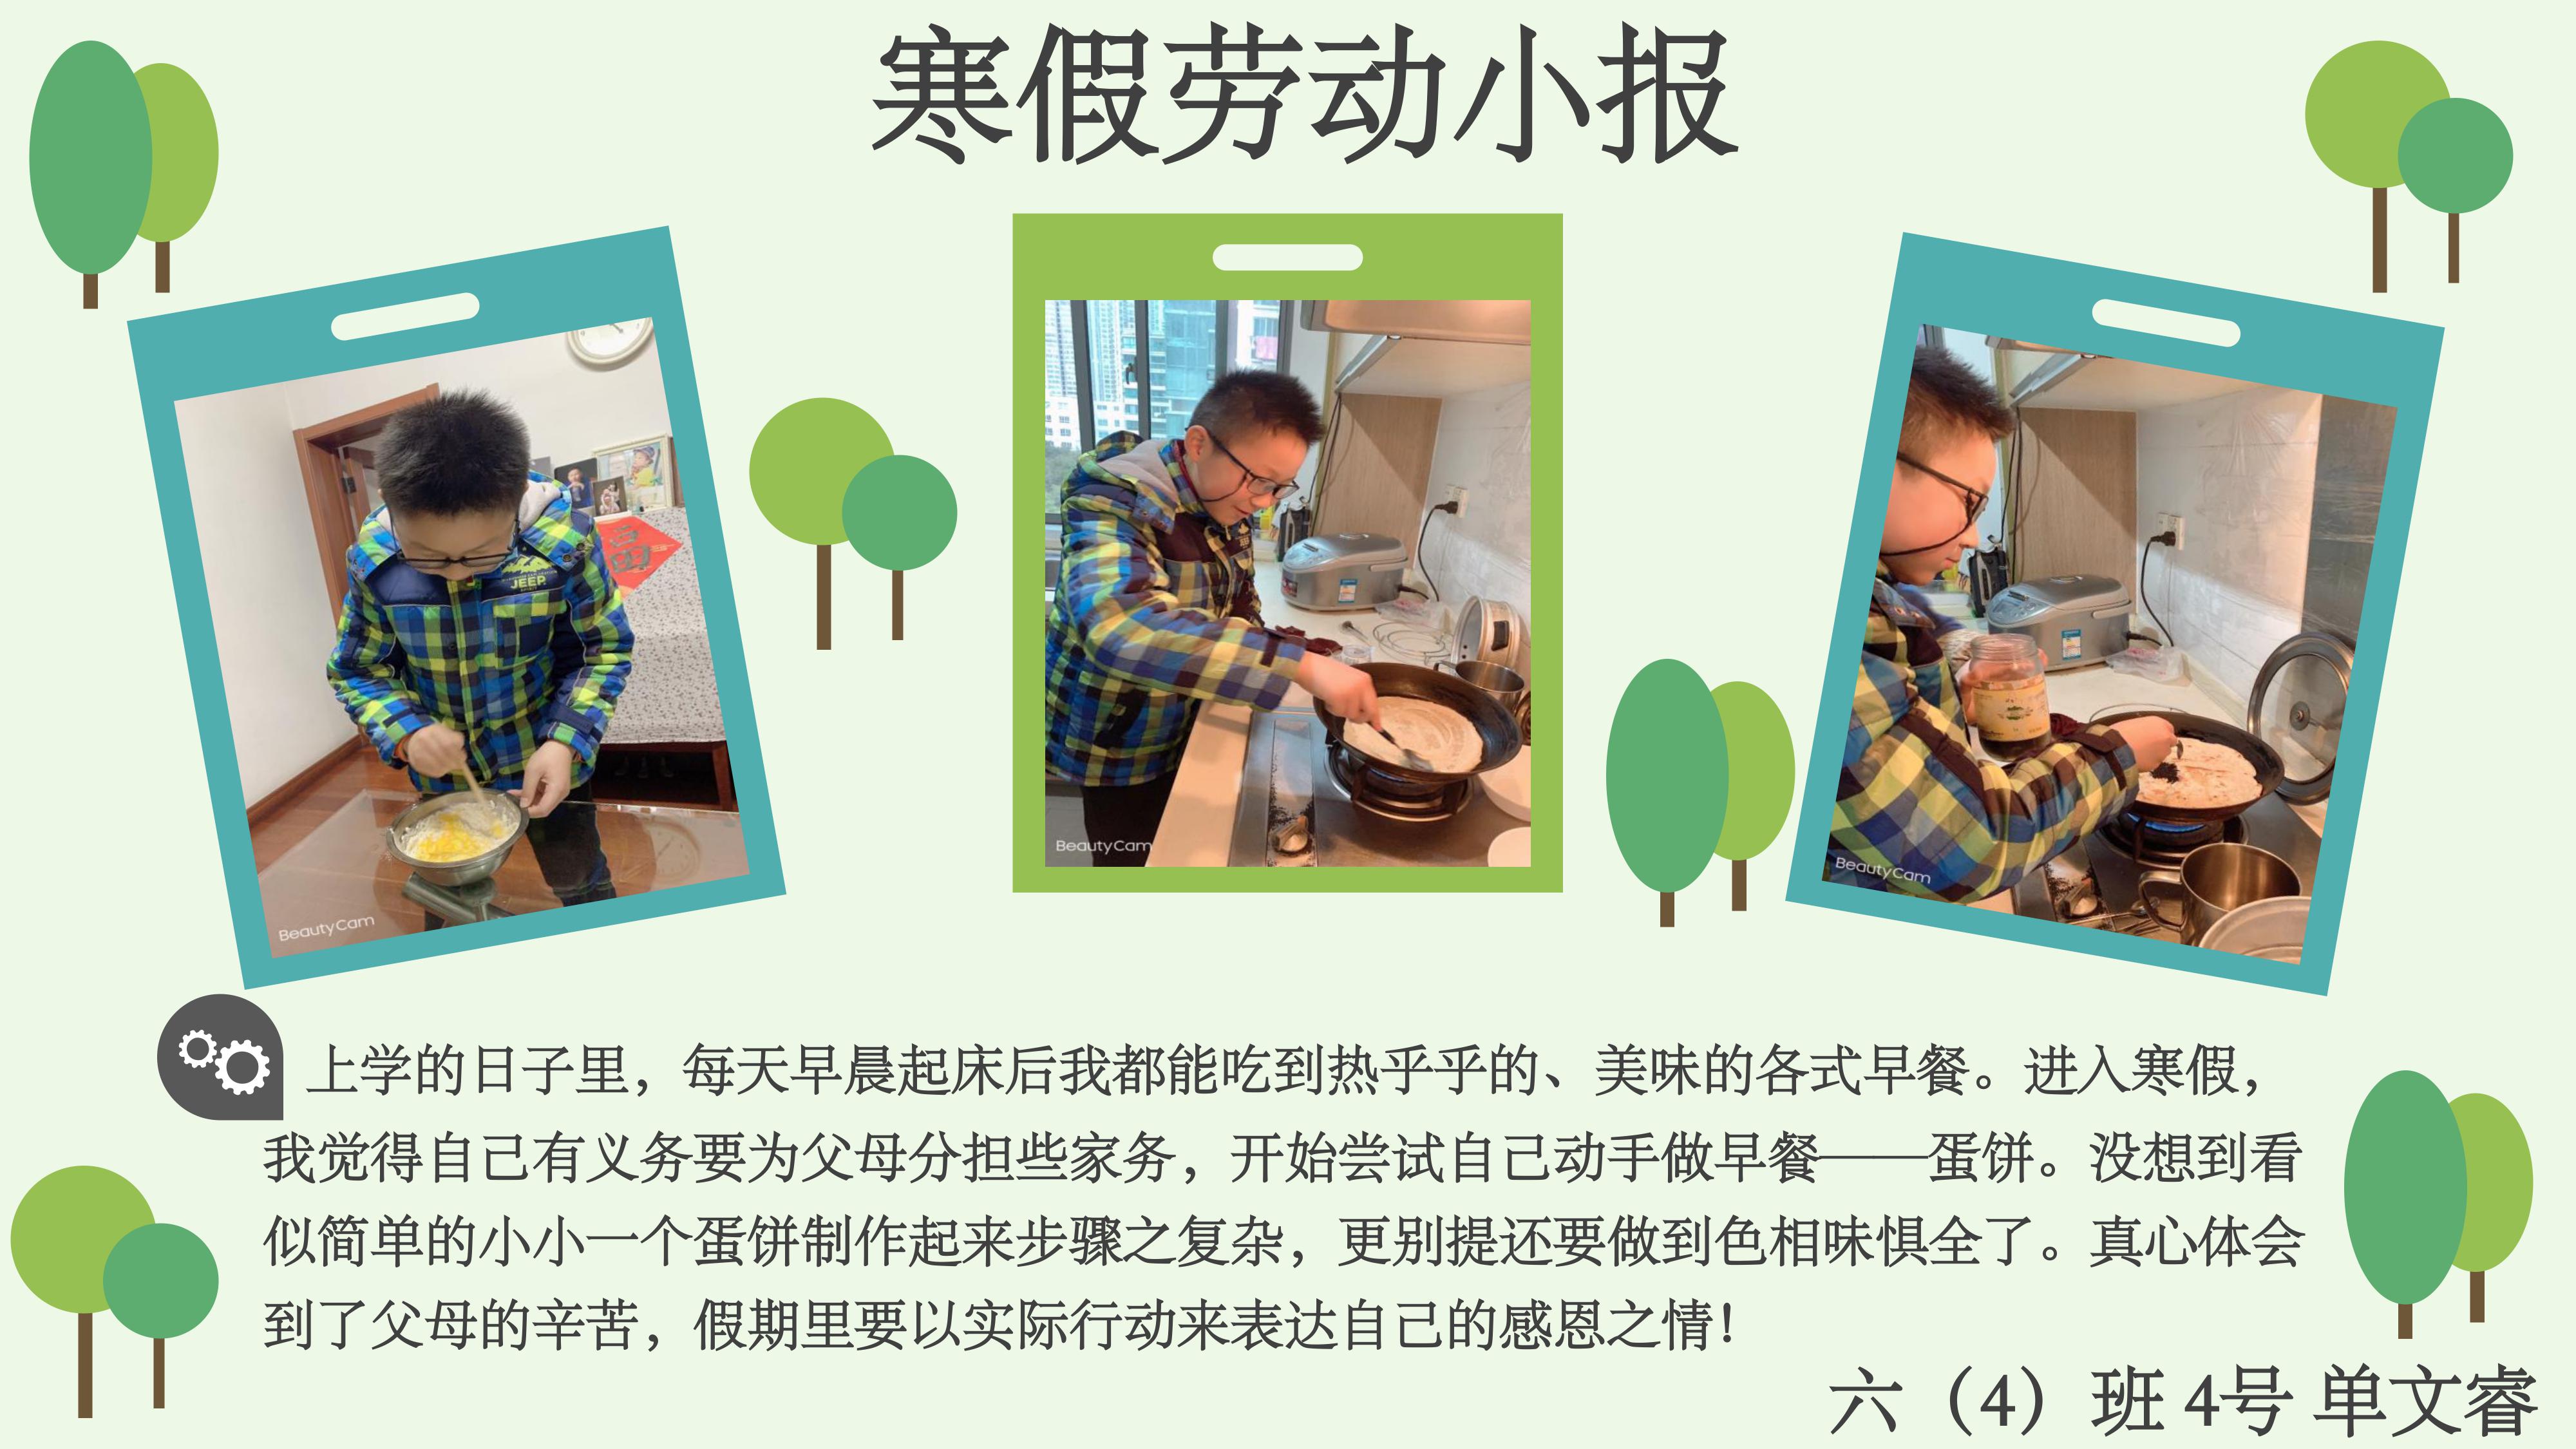 寒假劳动小报
JEEP
BeautyCam
BeautyCam
BeautyCam
上学的日子里，每天早晨起床后我都能吃到热乎乎的、美味的各式早餐。进入寒假，
我觉得自己有义务要为父母分担些家务，开始尝试自己动手做早餐——蛋饼。没想到看
似简单的小小一个蛋饼制作起来步骤之复杂，更别提还要做到色相味惧全了。真心体会
到了父母的辛苦，假期里要以实际行动来表达自己的感恩之情！
六（4）班 4号 单文睿